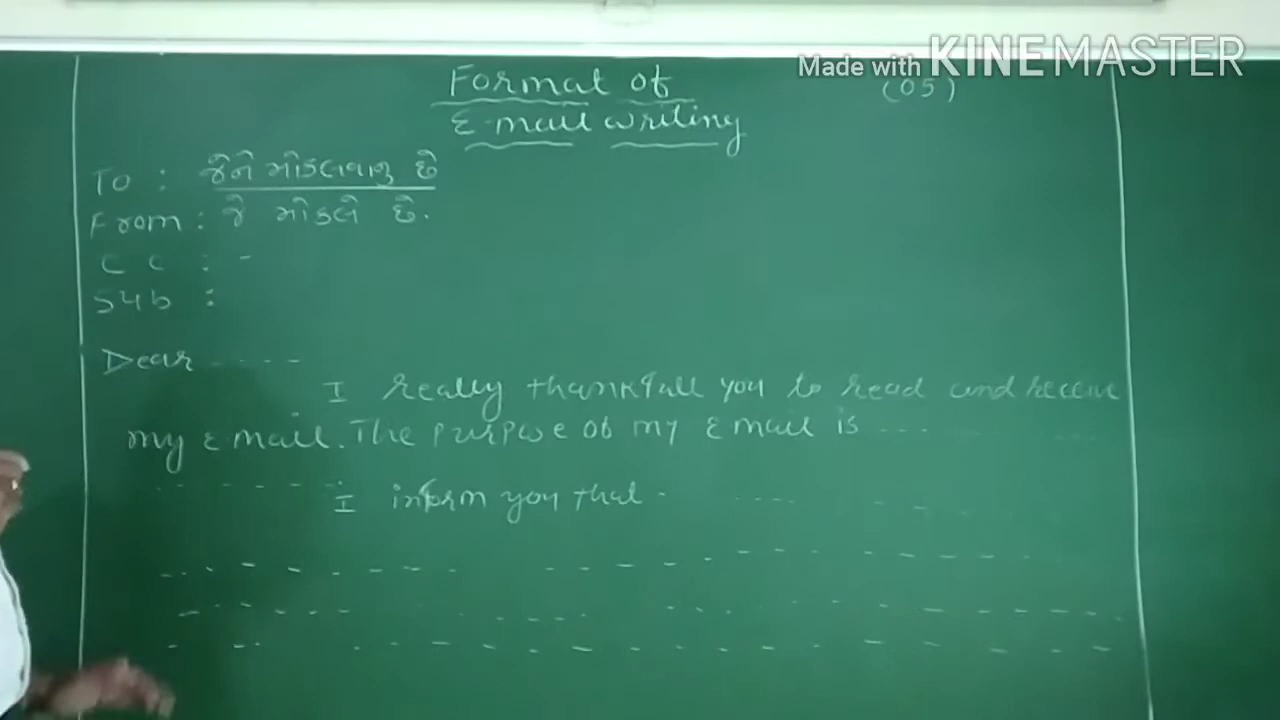 Made with KINEMASTER
Format of (05)
E-mail writing
To : જેને મોકલવાનુ છે
From : જે મોકલે છે.
CC : -
Sub :
Dear -----
I really thankfull you to read and receive
my E-mail. The purpose of my E mail is ....
I inform you that -